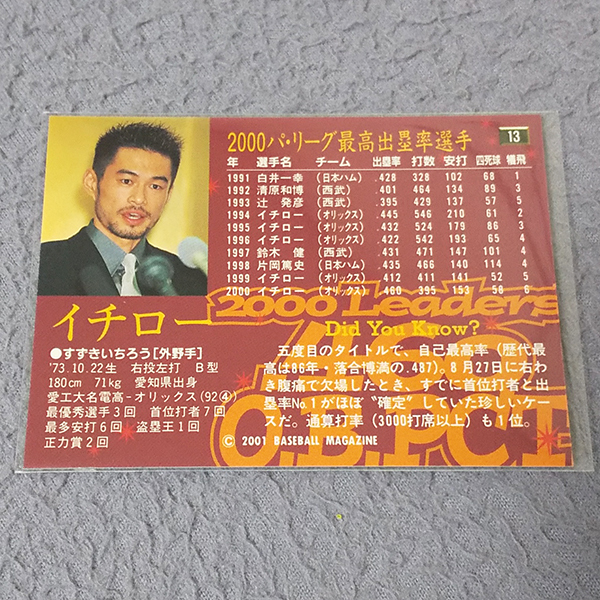 13
2000パ・リーグ最高出塁率選手
年 選手名 チーム 出塁率 打数 安打 四死球 犠飛
1991 白井一幸 (日本ハム) .428 328 102 68 1
1992 清原和博 (西武) .401 464 134 89 3
1993 辻 発彦 (西武) .395 429 137 55 2
1994 イチロー (オリックス) .445 546 210 61 2
1995 イチロー (オリックス) .432 524 179 86 3
1996 イチロー (オリックス) .422 542 193 65 4
1997 鈴木 健 (西武) .431 471 147 101 4
1998 片岡篤史 (日本ハム) .435 466 140 114 4
1999 イチロー (オリックス) .412 411 141 52 5
2000 イチロー (オリックス) .460 395 153 58 6
2000 Leaders
イチロー
●すずきいちろう[外野手]
'73.10.22生 右投左打 B型
180cm 71kg 愛知県出身
愛工大名電高-オリックス(92④)
最優秀選手3回 首位打者7回
最多安打6回 盗塁王1回
正力賞2回
Did You Know?
五度目のタイトルで、自己最高率(歴代最
高は86年・落合博満の.487)。8月27日に右わ
き腹痛で欠場したとき、すでに首位打者と出
塁率No.1がほぼ〝確定〟していた珍しいケー
スだ。通算打率(3000打席以上)も1位。
© 2001 BASEBALL MAGAZINE
O.B.PCT.